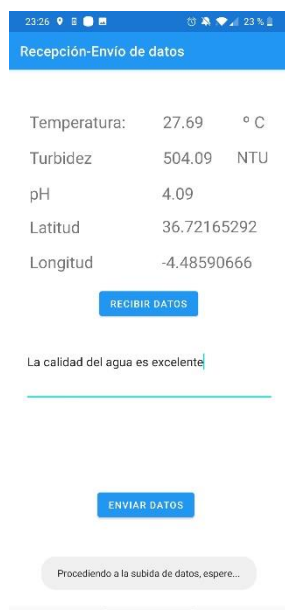 23:26 23 %
Recepción-Envío de datos
Temperatura: 27.69 º C
Turbidez 504.09 NTU
pH 4.09
Latitud 36.72165292
Longitud -4.48590666
RECIBIR DATOS
La calidad del agua es excelente
ENVIAR DATOS
Procediendo a la subida de datos, espere...